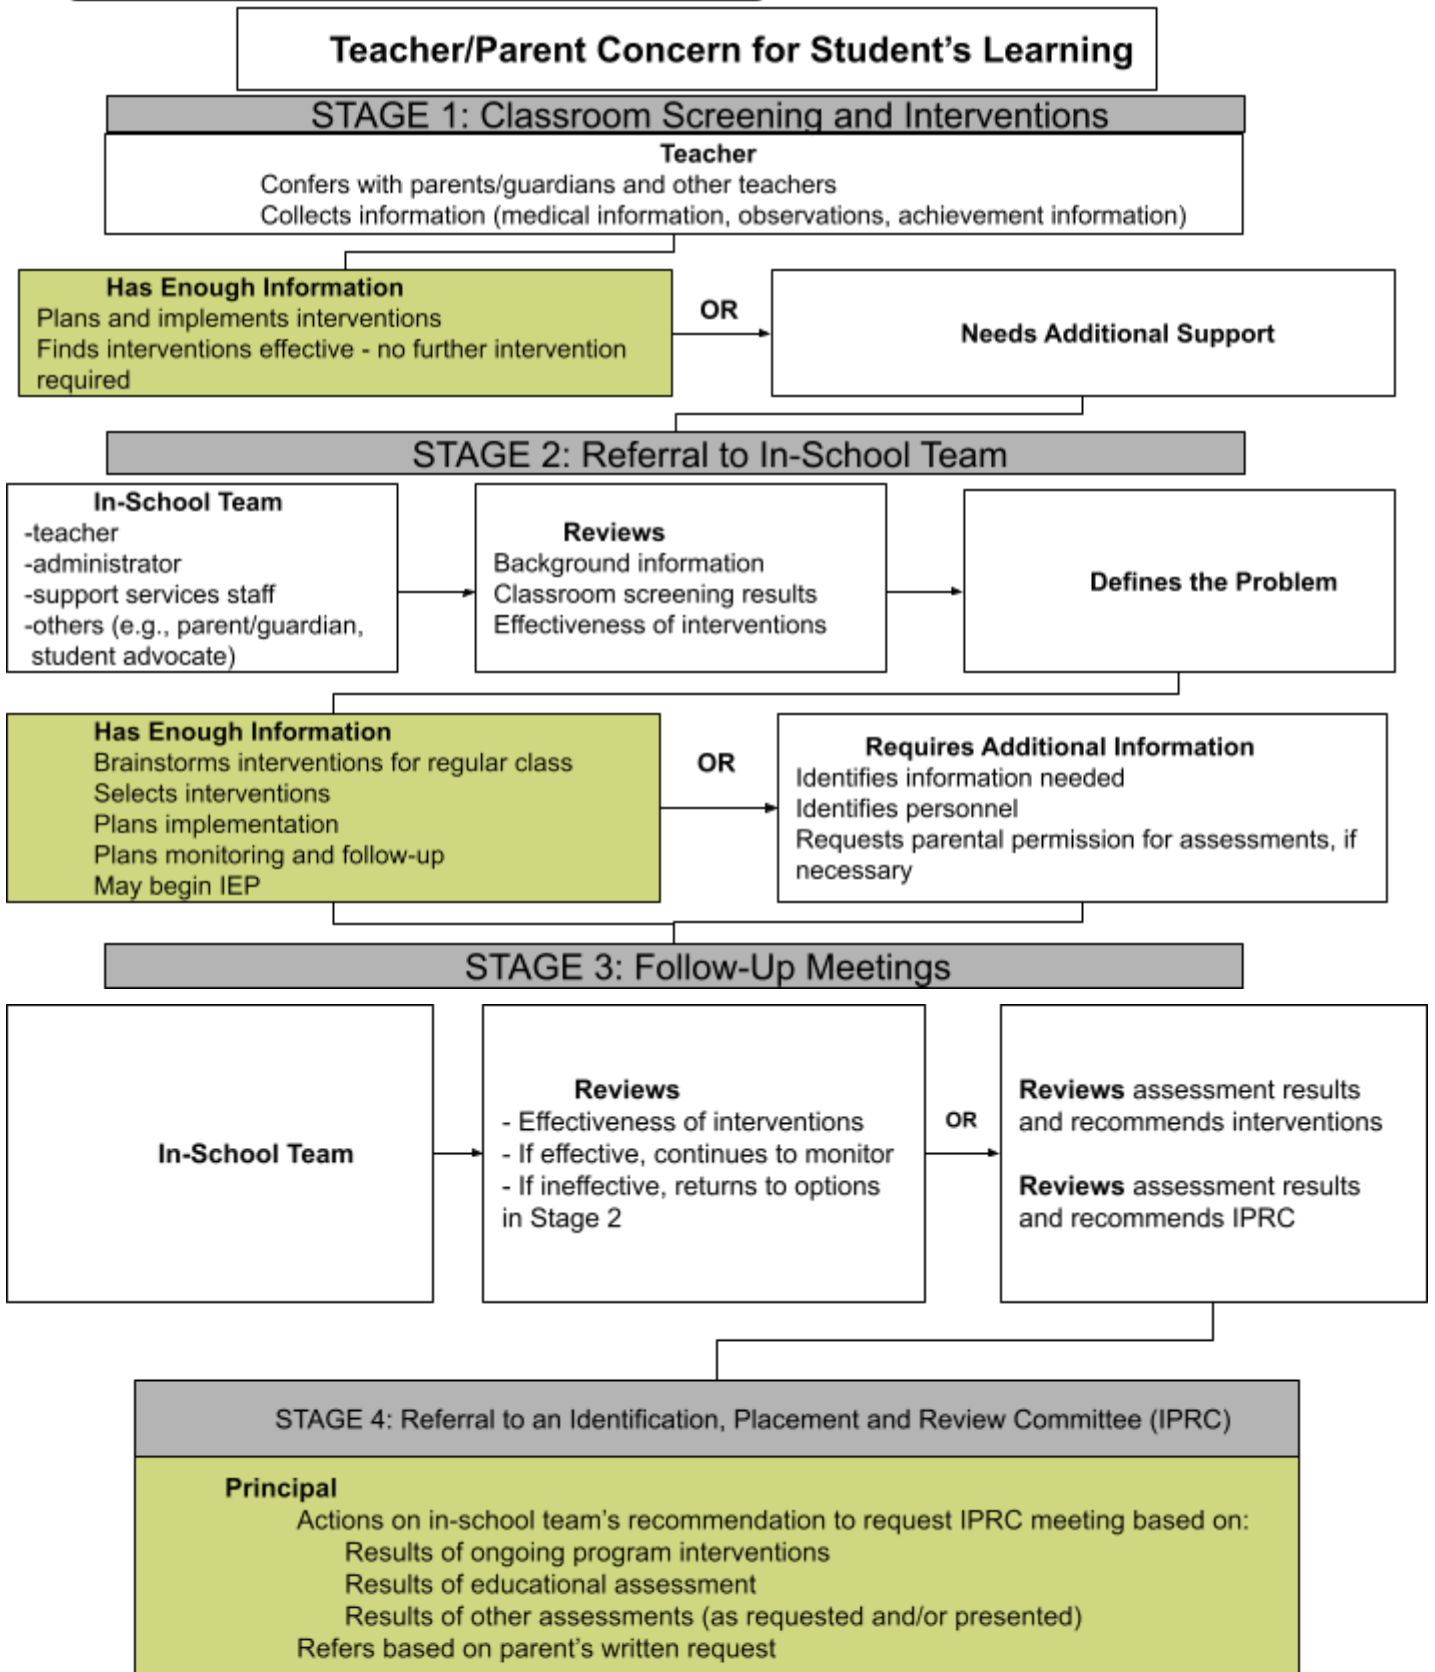 Teacher/Parent Concern for Student's Learning
STAGE 1: Classroom Screening and Interventions
Teacher
Confers with parents/guardians and other teachers
Collects information (medical information, observations, achievement information)
Has Enough Information
Plans and implements interventions
Finds interventions effective - no further intervention
required
OR
Needs Additional Support
STAGE 2: Referral to In-School Team
In-School Team
-teacher
-administrator
-support services staff
-others (e.g., parent/guardian,
student advocate)
Reviews
Background information
Classroom screening results
Effectiveness of interventions
Defines the Problem
Has Enough Information
Brainstorms interventions for regular class
Selects interventions
Plans implementation
Plans monitoring and follow-up
May begin IEP
OR
Requires Additional Information
Identifies information needed
Identifies personnel
Requests parental permission for assessments, if
necessary
STAGE 3: Follow-Up Meetings
In-School Team
Reviews
- Effectiveness of interventions
- If effective, continues to monitor
- If ineffective, returns to options
in Stage 2
OR
Reviews assessment results
and recommends interventions
Reviews assessment results
and recommends IPRC
STAGE 4: Referral to an Identification, Placement and Review Committee (IPRC)
Principal
Actions on in-school team's recommendation to request IPRC meeting based on:
Results of ongoing program interventions
Results of educational assessment
Results of other assessments (as requested and/or presented)
Refers based on parent's written request